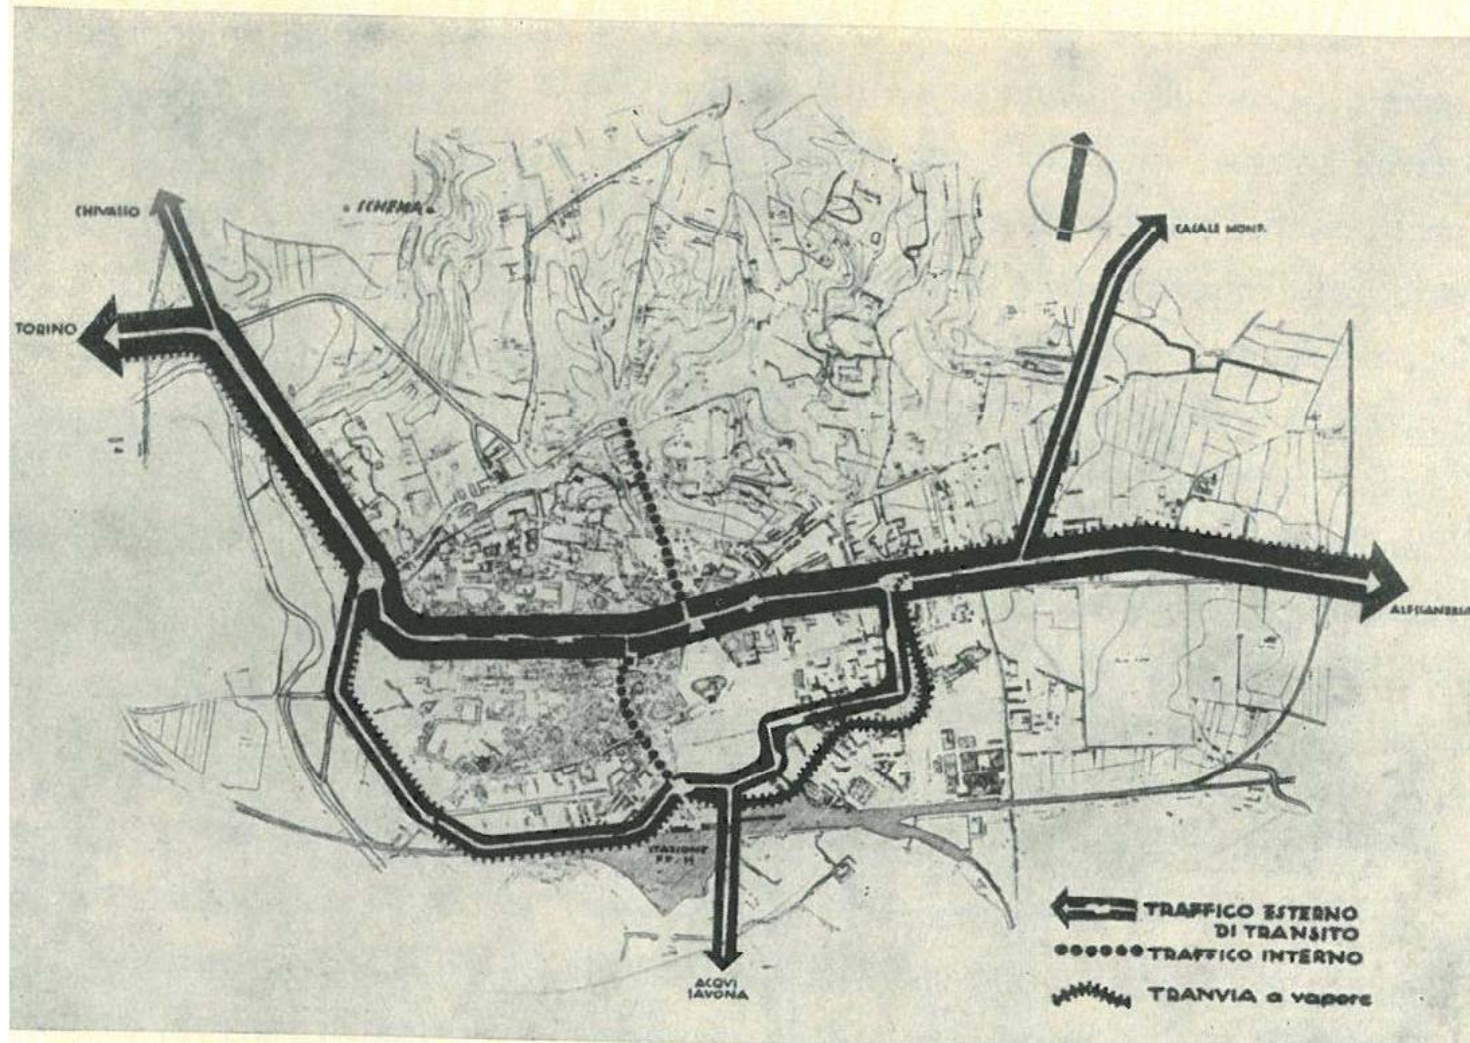 • SCHEMA •
CHIVASSO
CASALE MONF.
TORINO
ALESSANDRIA
STAZIONE
FF. SS
ACQUI
SAVONA
TRAFFICO ESTERNO
DI TRANSITO
TRAFFICO INTERNO
TRANVIA a vapore